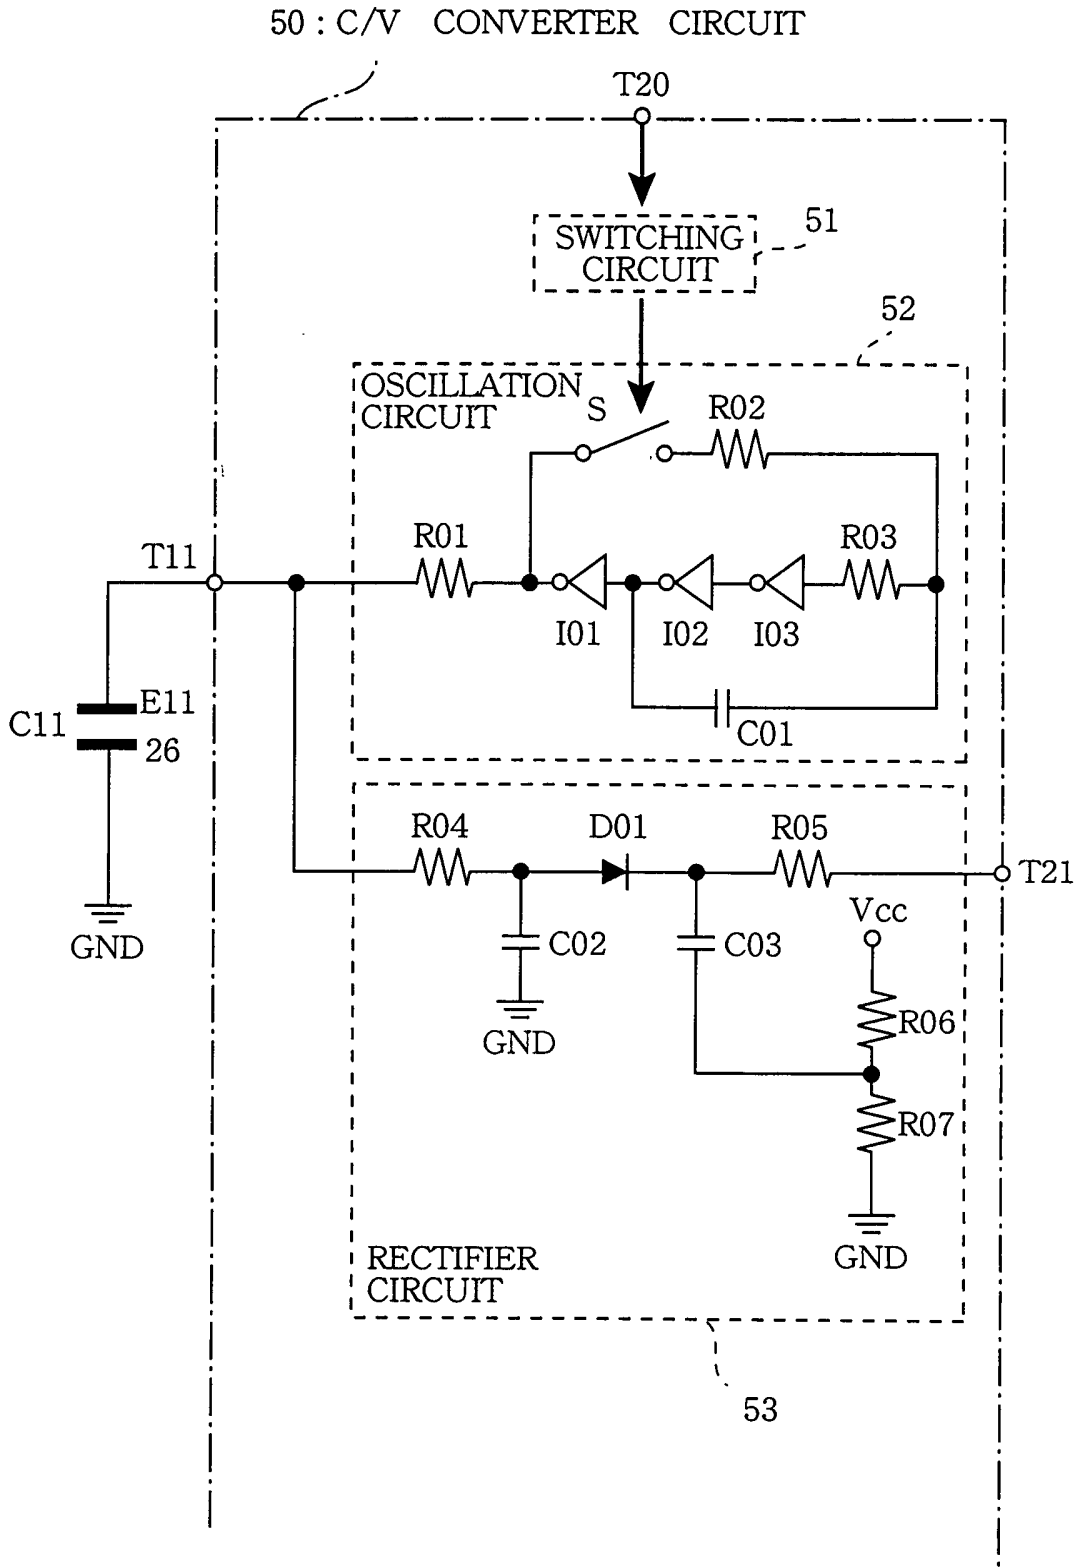 50 : C/V CONVERTER CIRCUIT
T20
51
SWITCHING
CIRCUIT
52
OSCILLATION
CIRCUIT
S
R02
T11
R01
R03
I01
I02
I03
C11
E11
26
C01
GND
R04
D01
R05
T21
Vcc
C02
C03
GND
R06
R07
GND
RECTIFIER
CIRCUIT
53